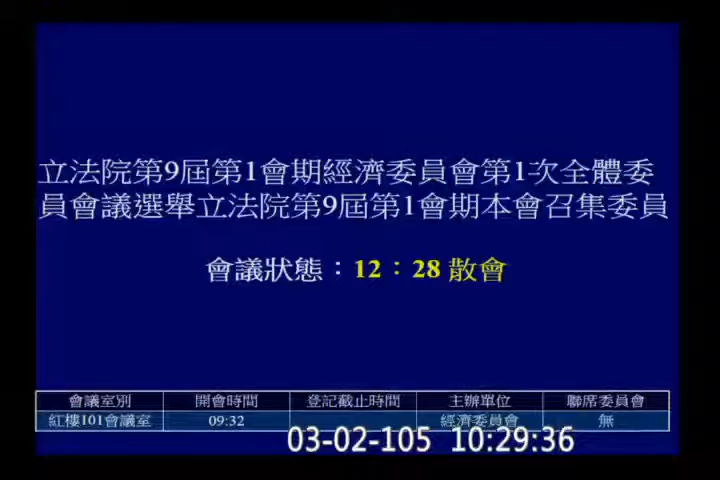 立法院第9屆第1會期經濟委員會第1次全體委
員會議選舉立法院第9屆第1會期本會召集委員
會議狀態：12：28 散會
會議室別 開會時間 登記截止時間 主辦單位 聯席委員會
紅樓101會議室 09:32 經濟委員會 無
03-02-105 10:29:36